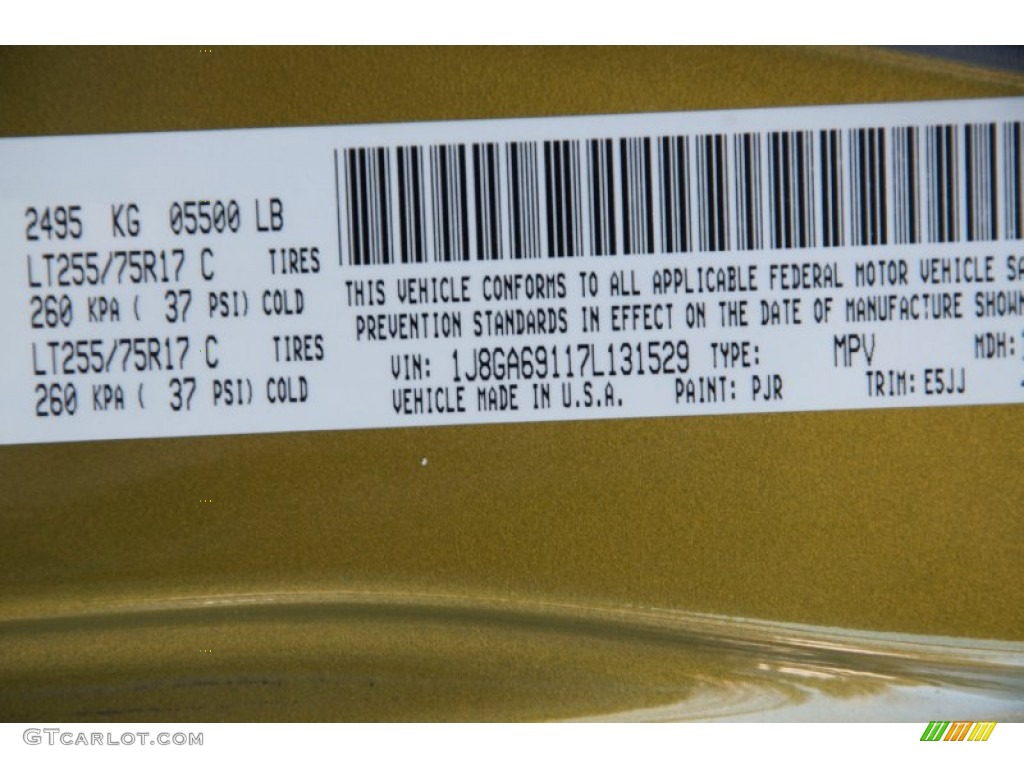 2495 KG 05500 LB
LT255/75R17 C TIRES
260 KPA ( 37 PSI) COLD
LT255/75R17 C TIRES
260 KPA ( 37 PSI) COLD
THIS VEHICLE CONFORMS TO ALL APPLICABLE FEDERAL MOTOR VEHICLE SA
PREVENTION STANDARDS IN EFFECT ON THE DATE OF MANUFACTURE SHOWN
VIN: 1J8GA69117L131529 TYPE: MPV MDH:
VEHICLE MADE IN U.S.A. PAINT: PJR TRIM: E5JJ
GTCARLOT.COM